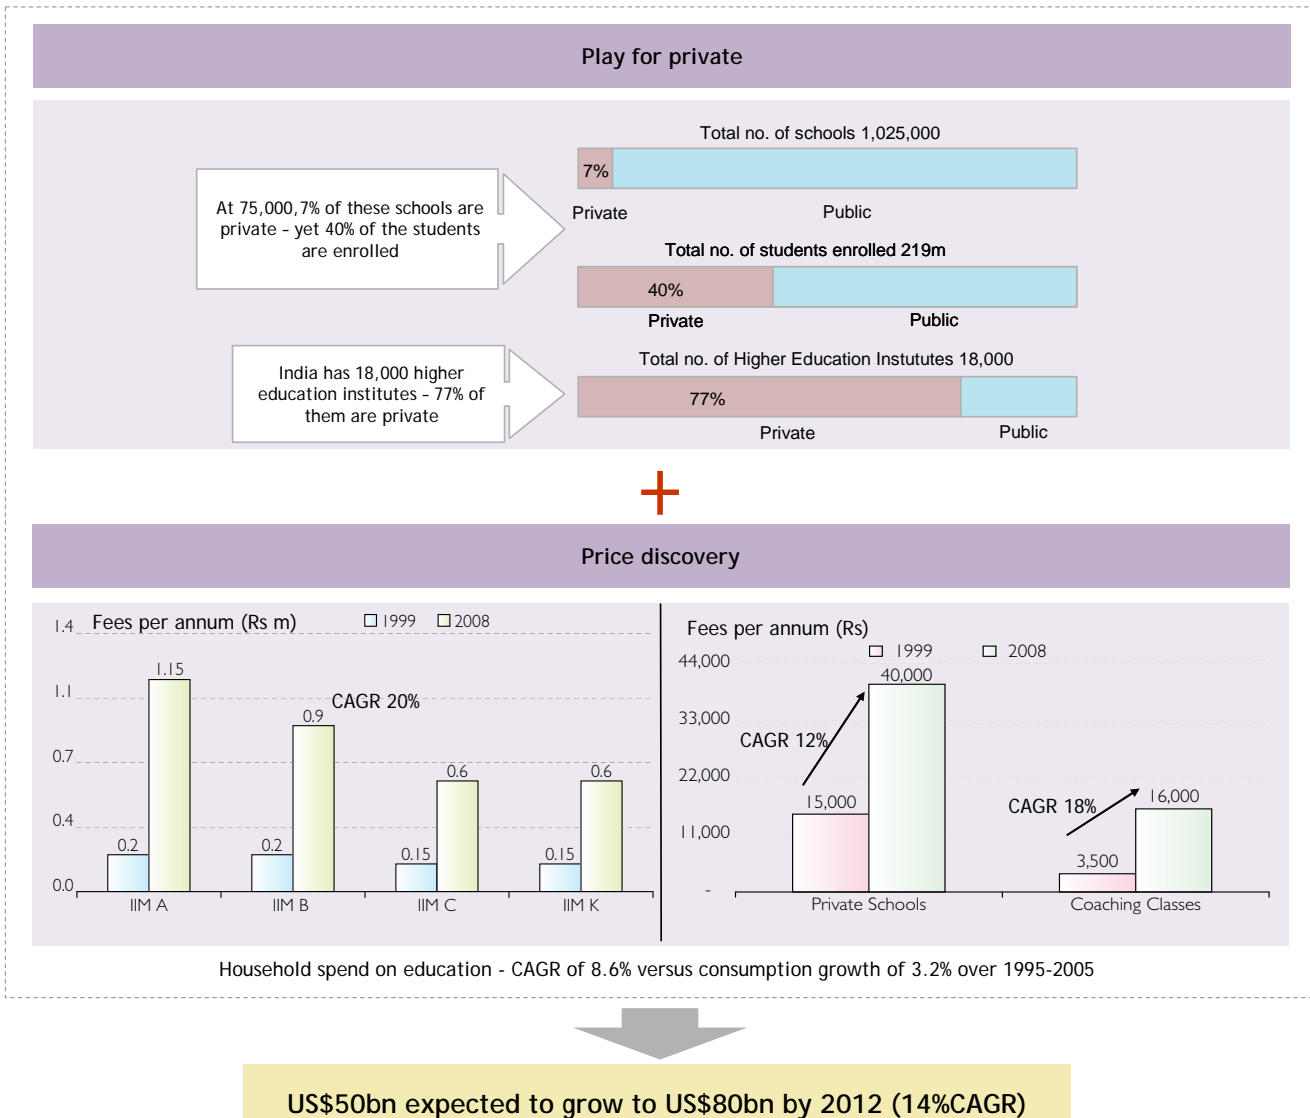 Play for private
Total no. of schools 1,025,000
7%
Private
Public
At 75,000,7% of these schools are
private – yet 40% of the students
are enrolled
Total no. of students enrolled 219m
40%
Private
Public
India has 18,000 higher
education institutes – 77% of
them are private
Total no. of Higher Education Instututes 18,000
77%
Private
Public
+
Price discovery
Fees per annum (Rs m)
1999
2008
1.4
1.1
0.7
0.4
0.0
1.15
CAGR 20%
0.9
0.6
0.6
0.2
0.2
0.15
0.15
IIM A
IIM B
IIM C
IIM K
Fees per annum (Rs)
1999
2008
44,000
33,000
22,000
11,000
-
40,000
CAGR 12%
15,000
CAGR 18%
16,000
3,500
Private Schools
Coaching Classes
Household spend on education - CAGR of 8.6% versus consumption growth of 3.2% over 1995-2005
US$50bn expected to grow to US$80bn by 2012 (14%CAGR)